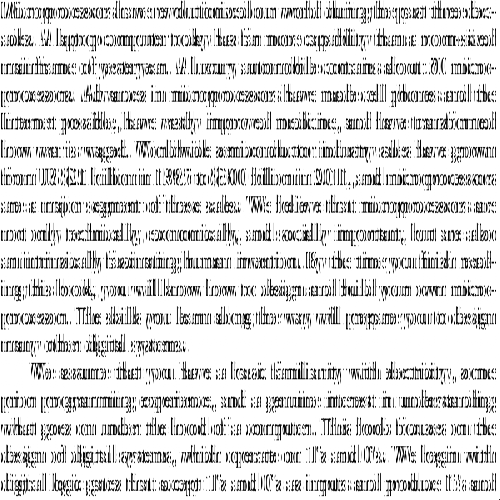 Microprocessors have revolutionized our world during the past three dec-
ades. A laptop computer today has far more capability than a room-sized
mainframe of yesteryear. A luxury automobile contains about 100 micro-
processors. Advances in microprocessors have made cell phones and the
Internet possible, have vastly improved medicine, and have transformed
how war is waged. Worldwide semiconductor industry sales have grown
from US $21 billion in 1985 to $300 billion in 2011, and microprocessors
are a major segment of these sales. We believe that microprocessors are
not only technically, economically, and socially important, but are also
an intrinsically fascinating human invention. By the time you finish read-
ing this book, you will know how to design and build your own micro-
processor. The skills you learn along the way will prepare you to design
many other digital systems.
We assume that you have a basic familiarity with electricity, some
prior programming experience, and a genuine interest in understanding
what goes on under the hood of a computer. This book focuses on the
design of digital systems, which operate on 1's and 0's. We begin with
digital logic gates that accept 1's and 0's as inputs and produce 1's and